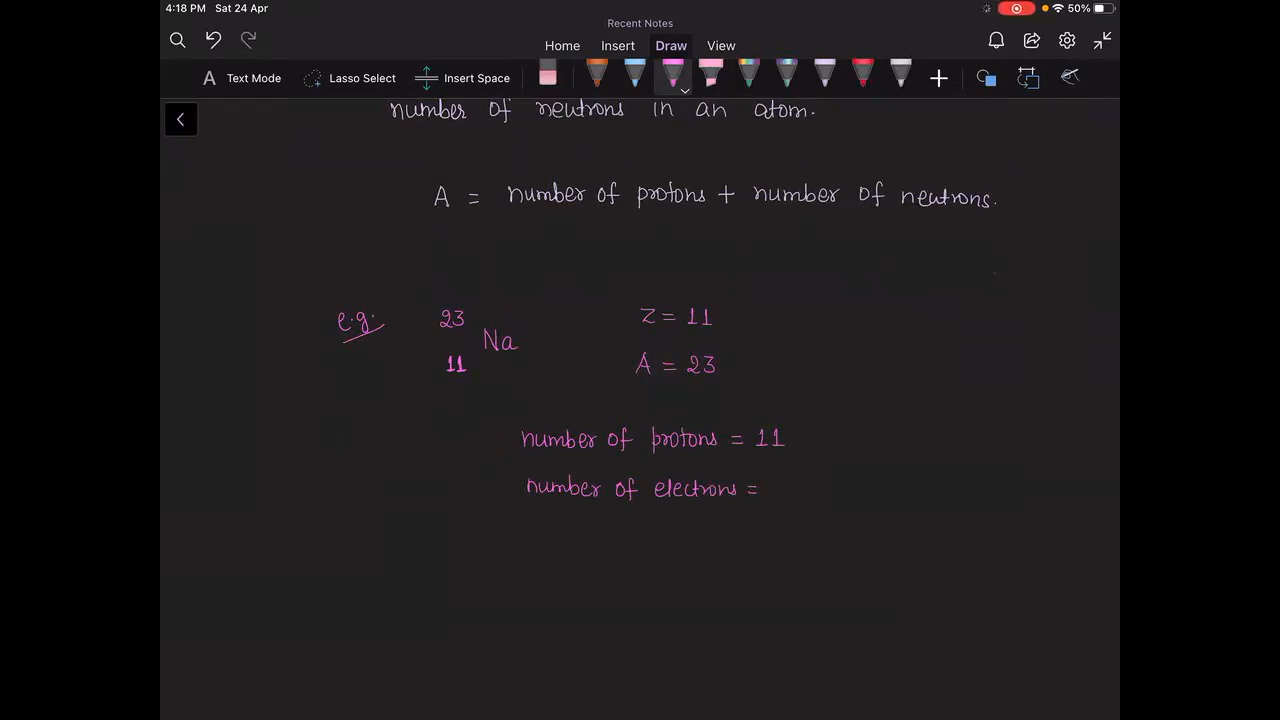 4:18 PM Sat 24 Apr
50%
Recent Notes
Home Insert Draw View
A Text Mode Lasso Select Insert Space
number of neutrons in an atom.
A = number of protons + number of neutrons.
e.g. 23 Na Z = 11
11 A = 23
number of protons = 11
number of electrons =